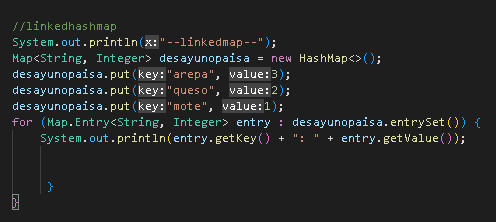 //linkedhashmap
System.out.println(x:"--linkedmap--");
Map<String, Integer> desayunopaisa = new HashMap<>();
desayunopaisa.put(key:"arepa", value:3);
desayunopaisa.put(key:"queso", value:2);
desayunopaisa.put(key:"mote", value:1);
for (Map.Entry<String, Integer> entry : desayunopaisa.entrySet()) {
System.out.println(entry.getKey() + ": " + entry.getValue());
}
}